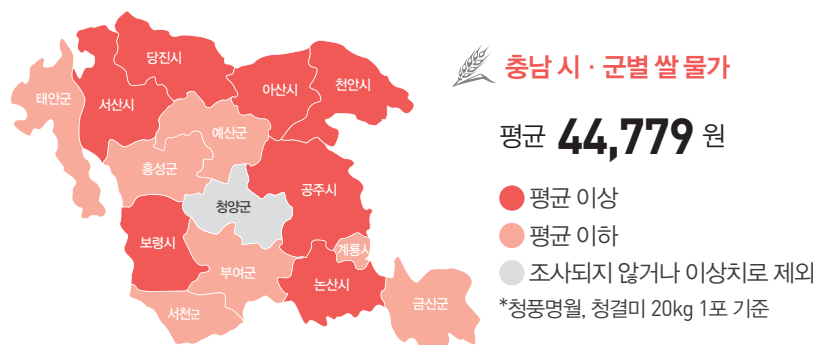 당진시
아산시
천안시
태안군
서산시
예산군
홍성군
공주시
청양군
보령시
계룡시
부여군
논산시
서천군
금산군
충남 시 · 군별 쌀 물가
평균 44,779 원
평균 이상
평균 이하
조사되지 않거나 이상치로 제외
*청풍명월, 청결미 20kg 1포 기준